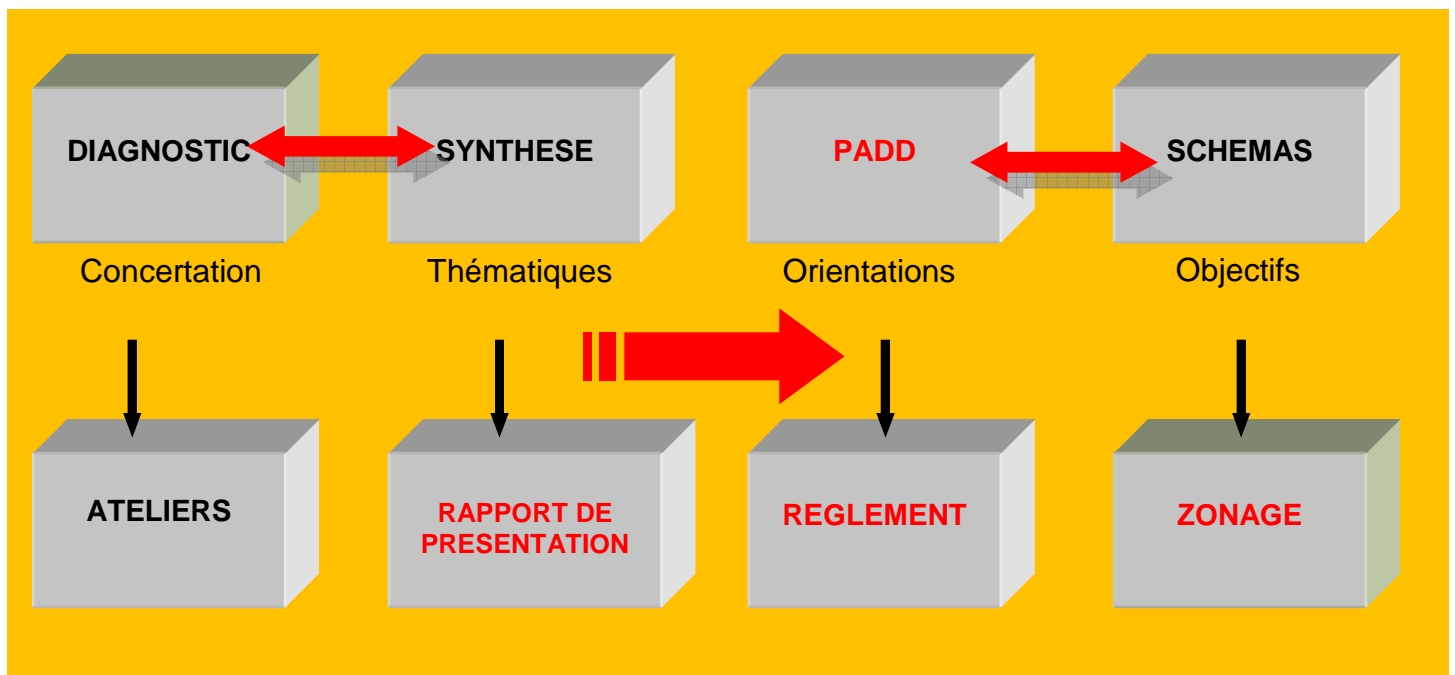 DIAGNOSTIC
SYNTHESE
PADD
SCHEMAS
Concertation
Thématiques
Orientations
Objectifs
ATELIERS
RAPPORT DE
PRESENTATION
REGLEMENT
ZONAGE